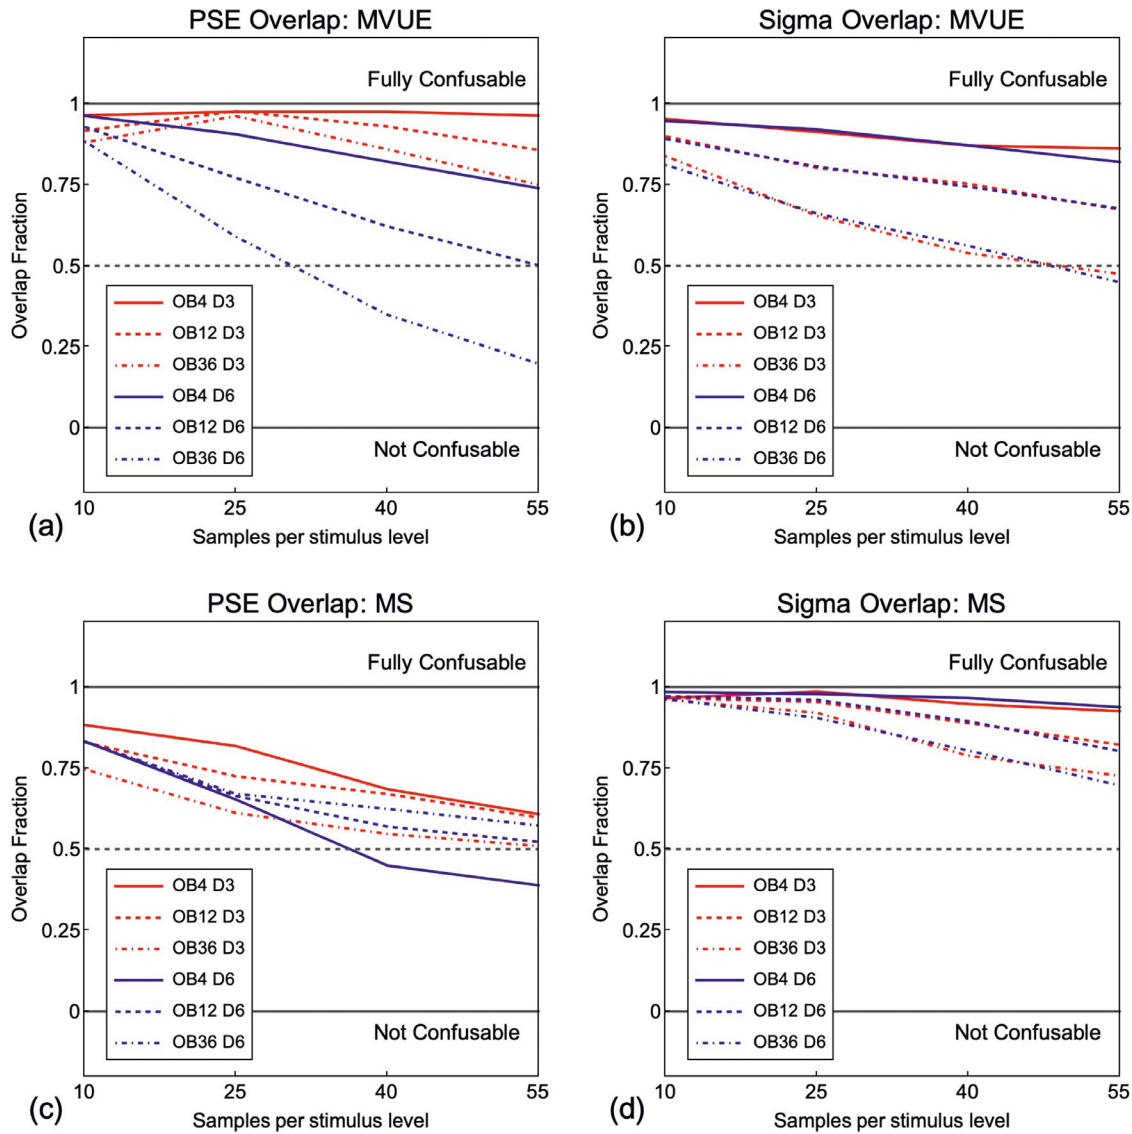 PSE Overlap: MVUE
Fully Confusable
1
0.75
0.5
0.25
0
Overlap Fraction
OB4 D3
OB12 D3
OB36 D3
OB4 D6
OB12 D6
OB36 D6
Not Confusable
10 25 40 55
Samples per stimulus level
(a)
Sigma Overlap: MVUE
Fully Confusable
1
0.75
0.5
0.25
0
Overlap Fraction
OB4 D3
OB12 D3
OB36 D3
OB4 D6
OB12 D6
OB36 D6
Not Confusable
10 25 40 55
Samples per stimulus level
(b)
PSE Overlap: MS
Fully Confusable
1
0.75
0.5
0.25
0
Overlap Fraction
OB4 D3
OB12 D3
OB36 D3
OB4 D6
OB12 D6
OB36 D6
Not Confusable
10 25 40 55
Samples per stimulus level
(c)
Sigma Overlap: MS
Fully Confusable
1
0.75
0.5
0.25
0
Overlap Fraction
OB4 D3
OB12 D3
OB36 D3
OB4 D6
OB12 D6
OB36 D6
Not Confusable
10 25 40 55
Samples per stimulus level
(d)